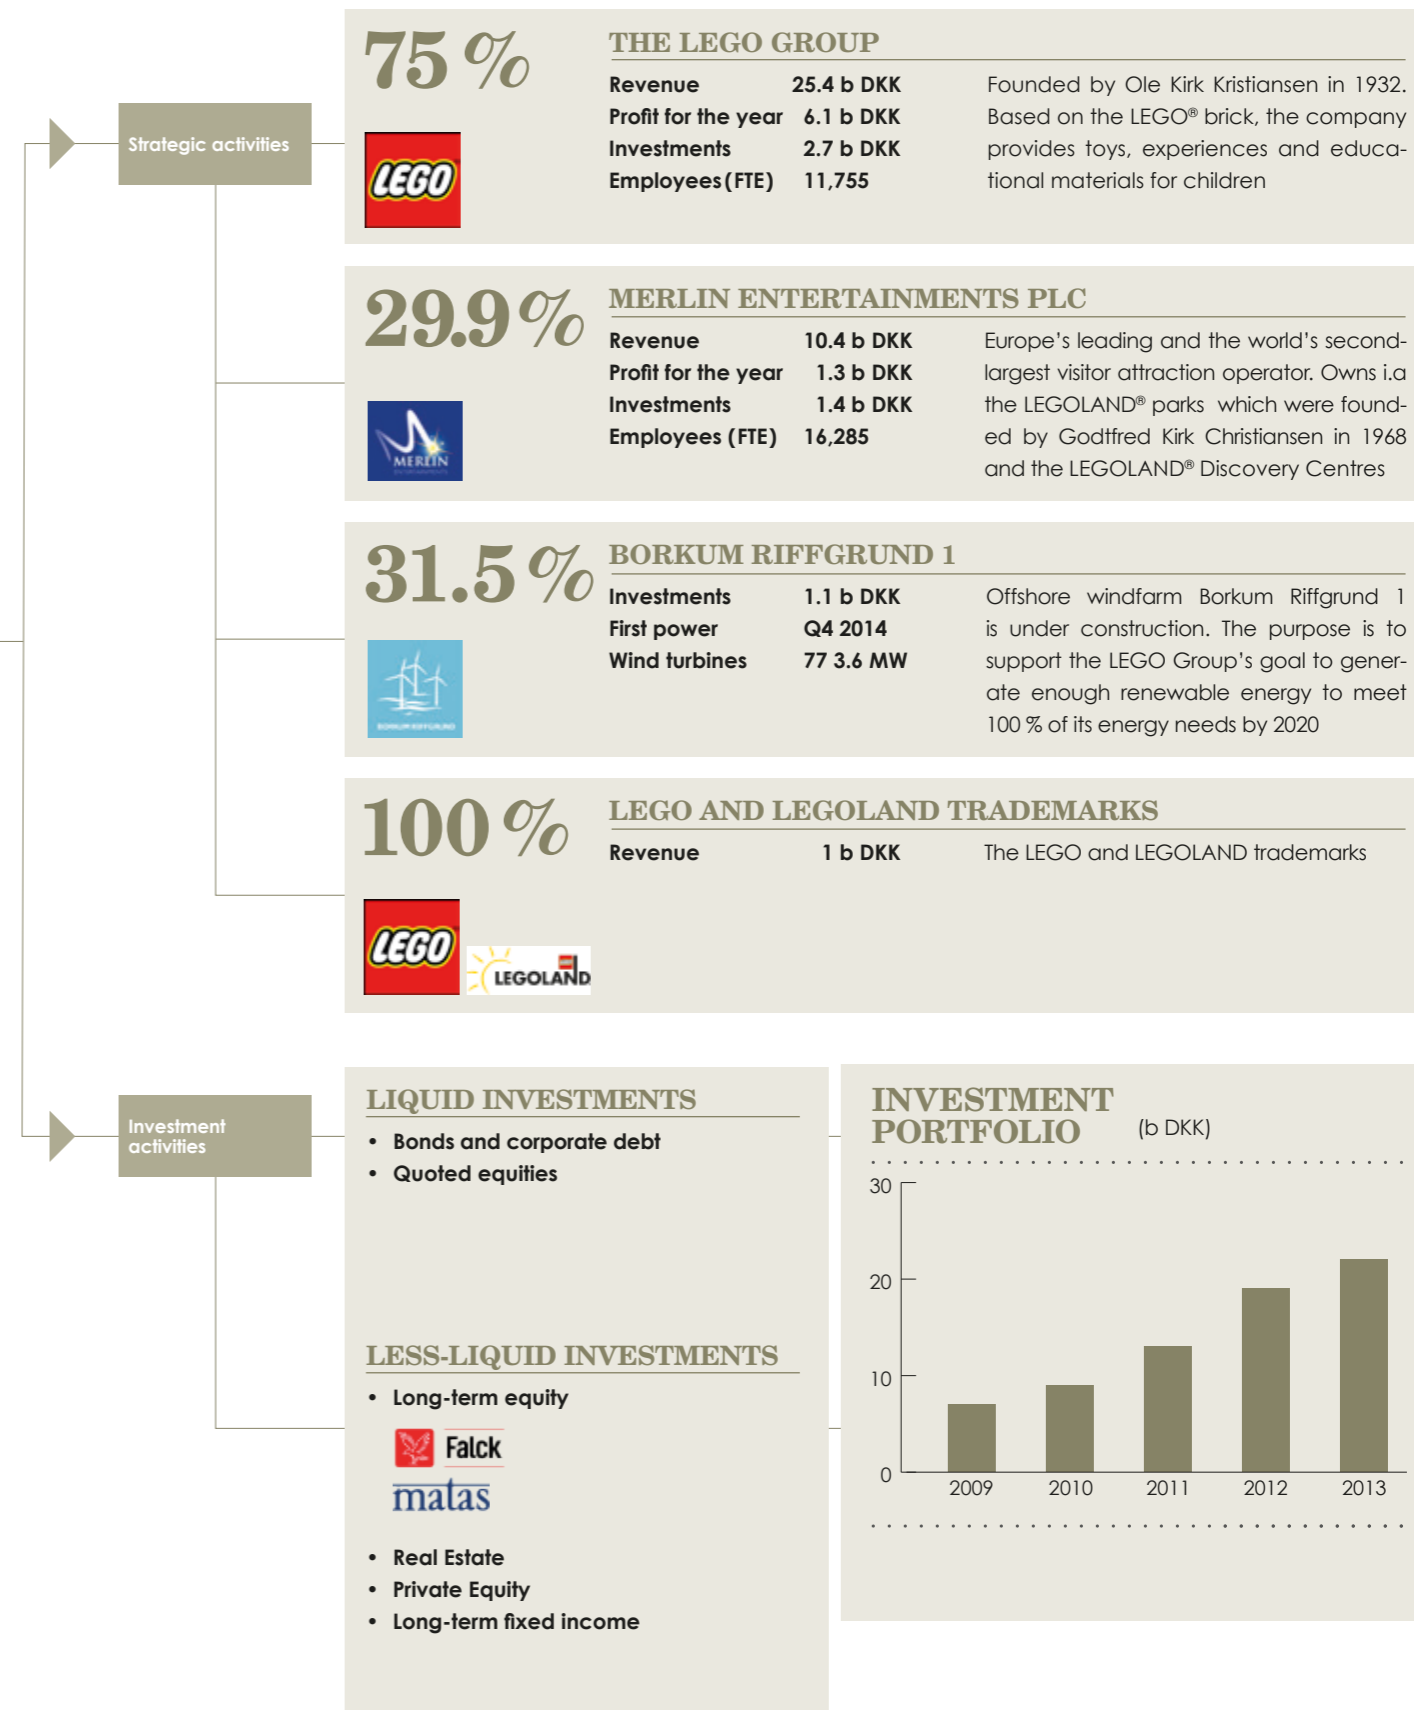 Strategic activities
75 %
LEGO
THE LEGO GROUP
Revenue 25.4 b DKK
Profit for the year 6.1 b DKK
Investments 2.7 b DKK
Employees (FTE) 11,755
Founded by Ole Kirk Kristiansen in 1932.
Based on the LEGO® brick, the company
provides toys, experiences and educa-
tional materials for children
29.9 %
MERLIN
ENTERTAINMENTS
MERLIN ENTERTAINMENTS PLC
Revenue 10.4 b DKK
Profit for the year 1.3 b DKK
Investments 1.4 b DKK
Employees (FTE) 16,285
Europe's leading and the world's second-
largest visitor attraction operator. Owns i.a
the LEGOLAND® parks which were found-
ed by Godtfred Kirk Christiansen in 1968
and the LEGOLAND® Discovery Centres
31.5 %
BORKUM RIFFGRUND
BORKUM RIFFGRUND 1
Investments 1.1 b DKK
First power Q4 2014
Wind turbines 77 3.6 MW
Offshore windfarm Borkum Riffgrund 1
is under construction. The purpose is to
support the LEGO Group's goal to gener-
ate enough renewable energy to meet
100 % of its energy needs by 2020
100 %
LEGO
LEGOLAND
LEGO AND LEGOLAND TRADEMARKS
Revenue 1 b DKK
The LEGO and LEGOLAND trademarks
Investment
activities
LIQUID INVESTMENTS
• Bonds and corporate debt
• Quoted equities
LESS-LIQUID INVESTMENTS
• Long-term equity
Falck
matas
• Real Estate
• Private Equity
• Long-term fixed income
INVESTMENT
PORTFOLIO (b DKK)
30
20
10
0
2009 2010 2011 2012 2013